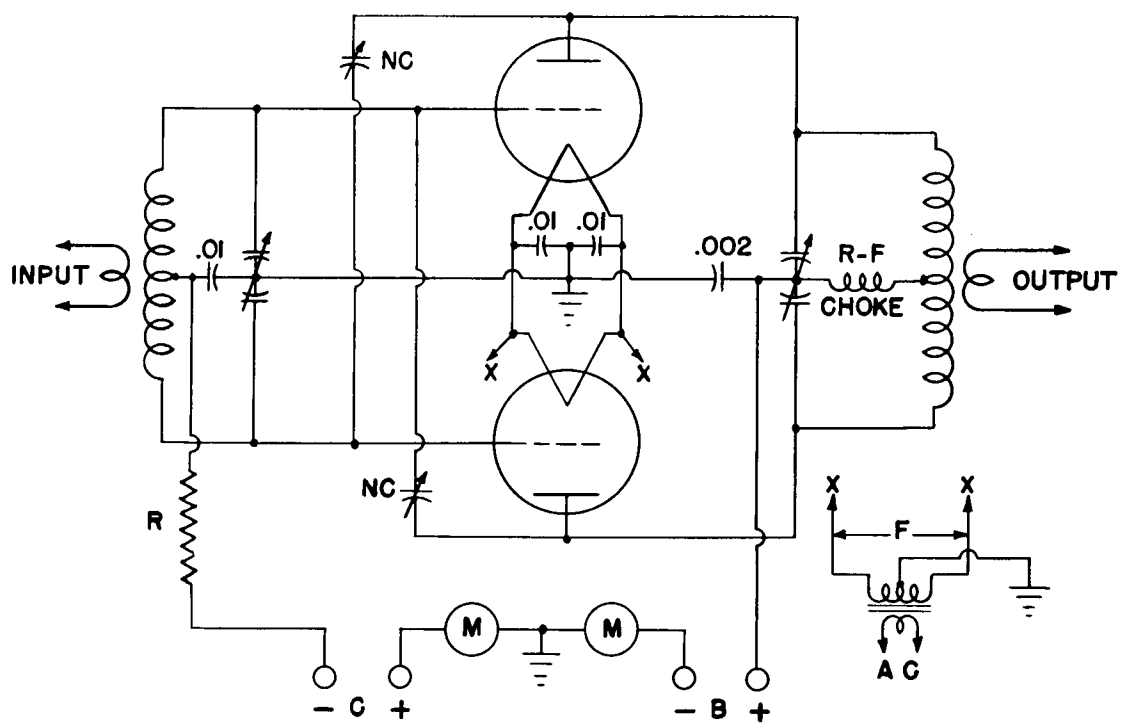 NC
.01
.01 .01
.002
R-F
CHOKE
INPUT
OUTPUT
X X
NC
R
X X
F
M M
A C
- C +
- B +